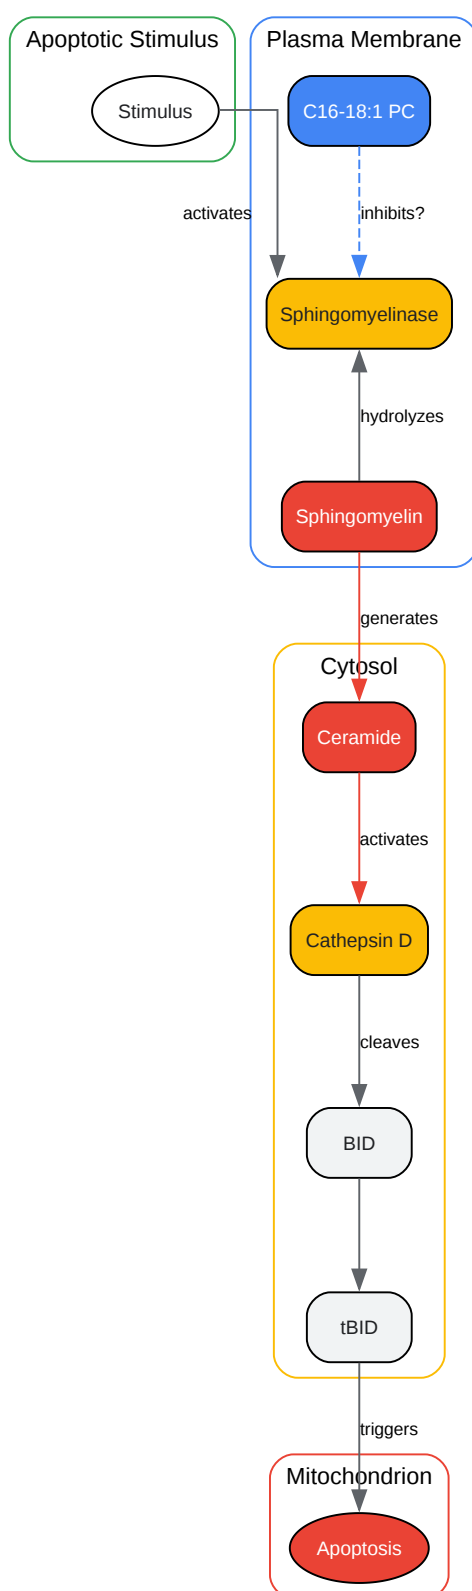 Apoptotic Stimulus
Plasma Membrane
Stimulus
C16-18:1 PC
activates
inhibits?
Sphingomyelinase
hydrolyzes
Sphingomyelin
generates
Cytosol
Ceramide
activates
Cathepsin D
cleaves
BID
tBID
triggers
Mitochondrion
Apoptosis